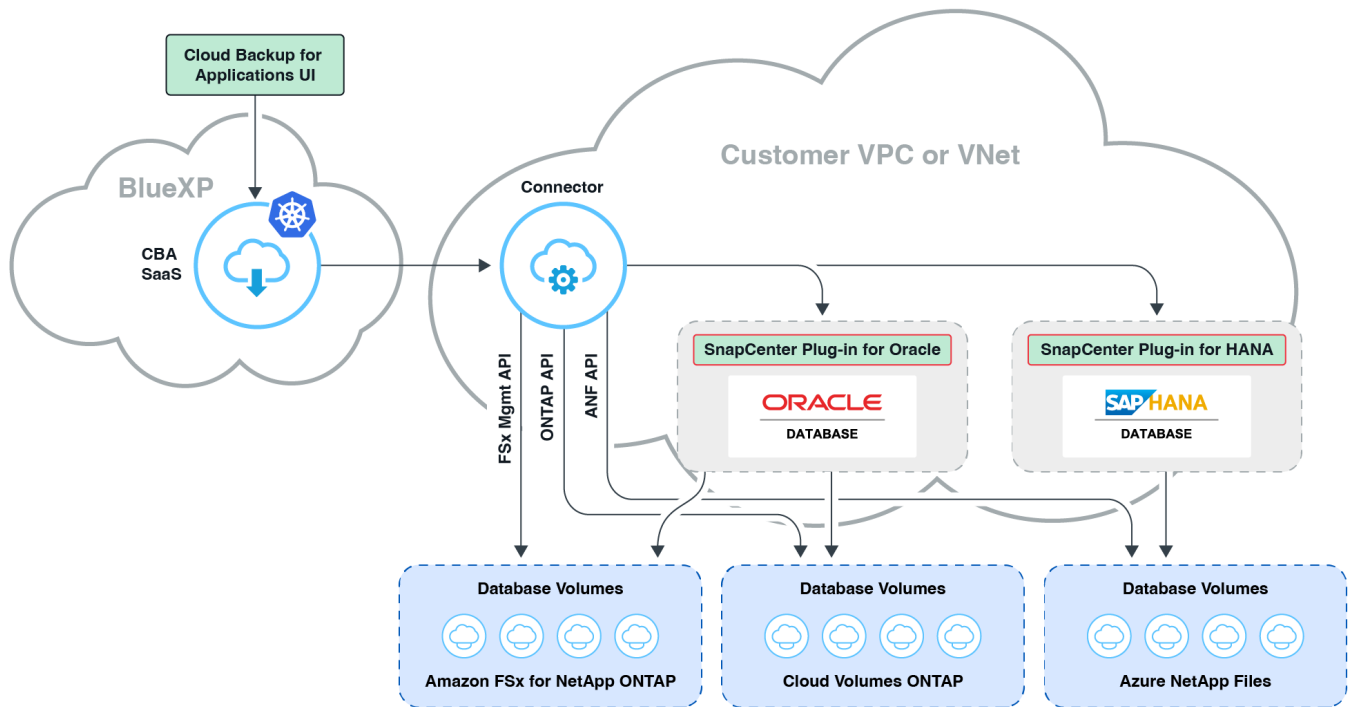 Cloud Backup for
Applications UI
BlueXP
CBA
SaaS
Customer VPC or VNet
Connector
FSx Mgmt API
ONTAP API
ANF API
SnapCenter Plug-in for Oracle
ORACLE
DATABASE
SnapCenter Plug-in for HANA
SAP HANA
DATABASE
Database Volumes
Amazon FSx for NetApp ONTAP
Database Volumes
Cloud Volumes ONTAP
Database Volumes
Azure NetApp Files